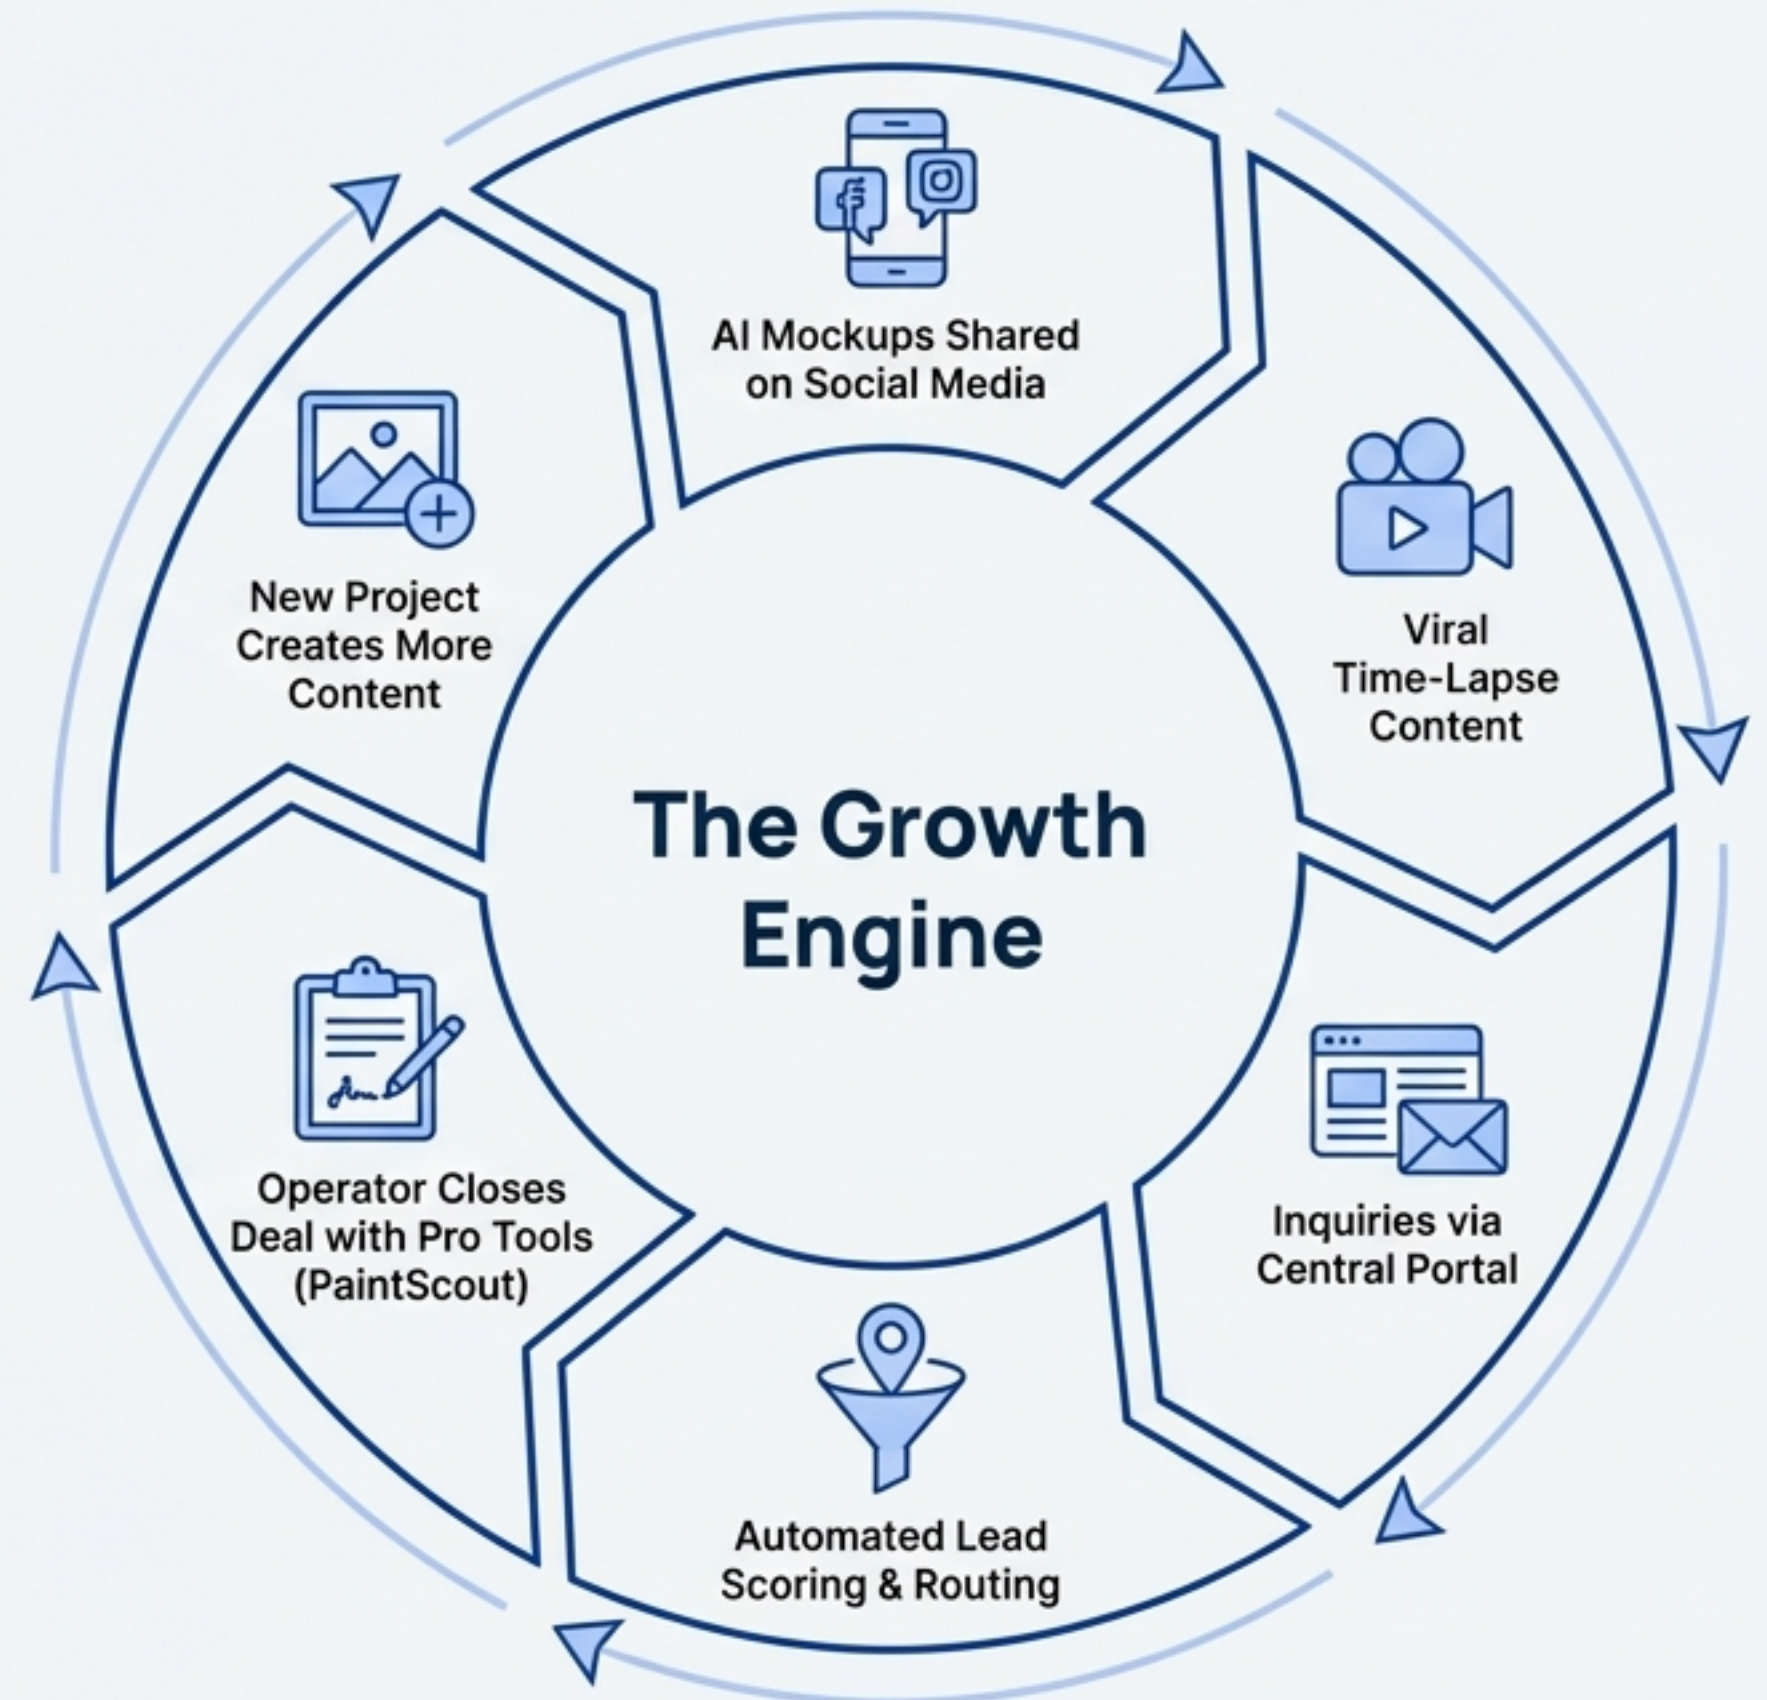 AI Mockups Shared
on Social Media
Viral
Time-Lapse
Content
Inquiries via
Central Portal
Automated Lead
Scoring & Routing
Operator Closes
Deal with Pro Tools
(PaintScout)
New Project
Creates More
Content
The Growth
Engine